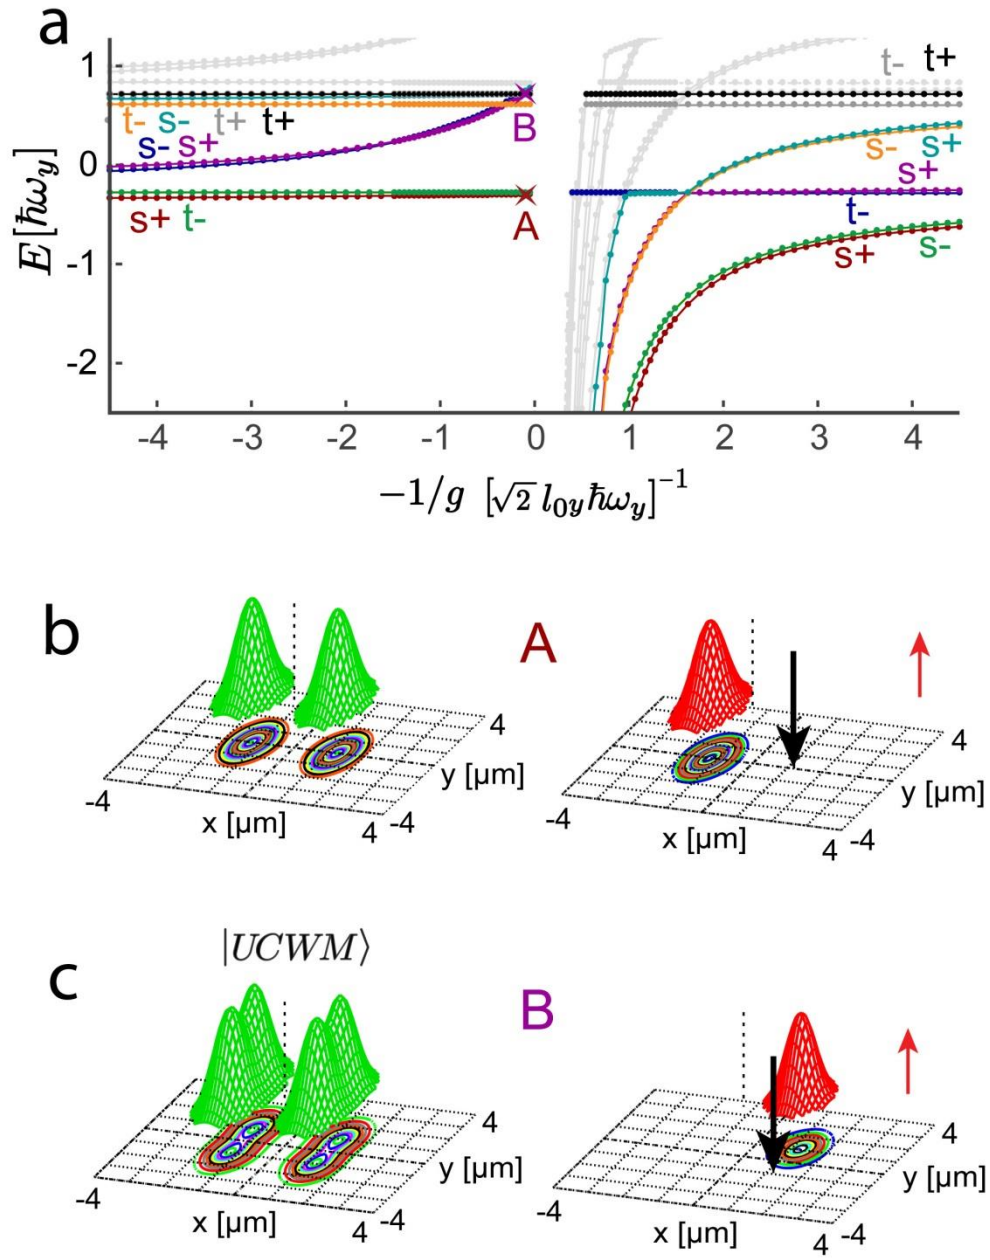 a
1
0
-1
-2
E[ħω_y]
t- s- t+ t+
s- s+
s+ t-
B
A
t- t+
s- s+
s+
t-
s+ s-
-4 -3 -2 -1 0 1 2 3 4
-1/g [√2 l_{0y}ħω_y]^{-1}
b
A
4
y [μm]
-4
x [μm]
4
-4
4
y [μm]
-4
x [μm]
4
-4
|UCWM⟩
c
B
4
y [μm]
-4
x [μm]
4
-4
4
y [μm]
-4
x [μm]
4
-4